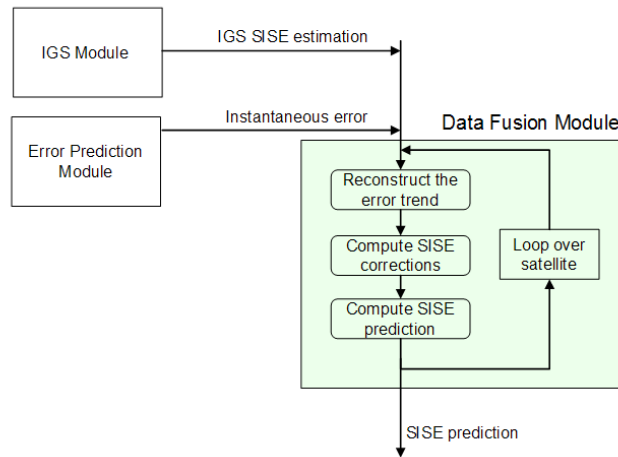 IGS Module
IGS SISE estimation
Instantaneous error
Error Prediction
Module
Data Fusion Module
Reconstruct the
error trend
Compute SISE
corrections
Loop over
satellite
Compute SISE
prediction
SISE prediction